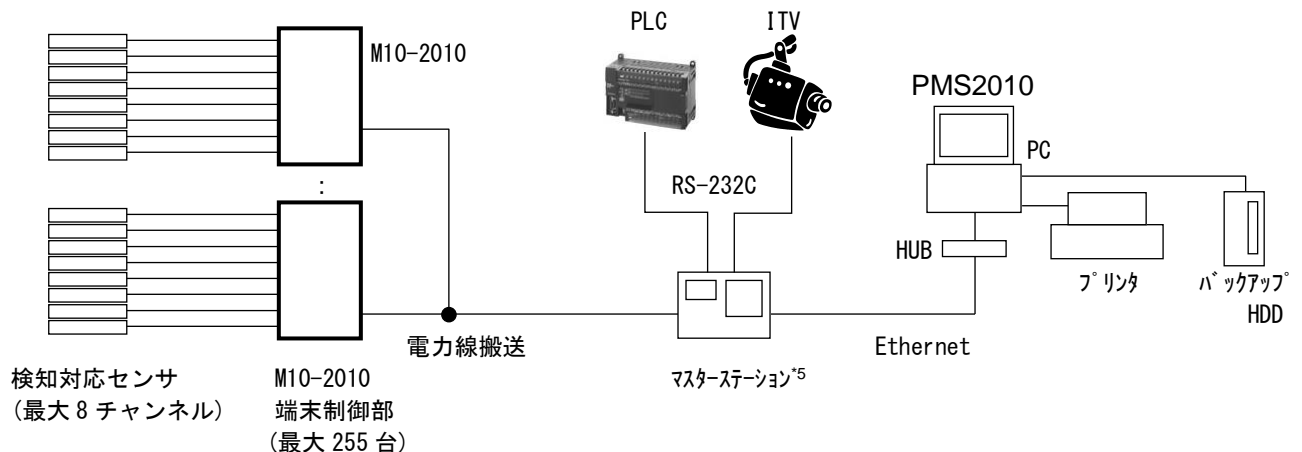 PLC
ITV
M10-2010
PMS2010
PC
RS-232C
HUB
プリンタ
バックアップ
HDD
電力線搬送
Ethernet
マスターステーション*5
検知対応センサ
(最大 8 チャンネル)
M10-2010
端末制御部
(最大 255 台)
: